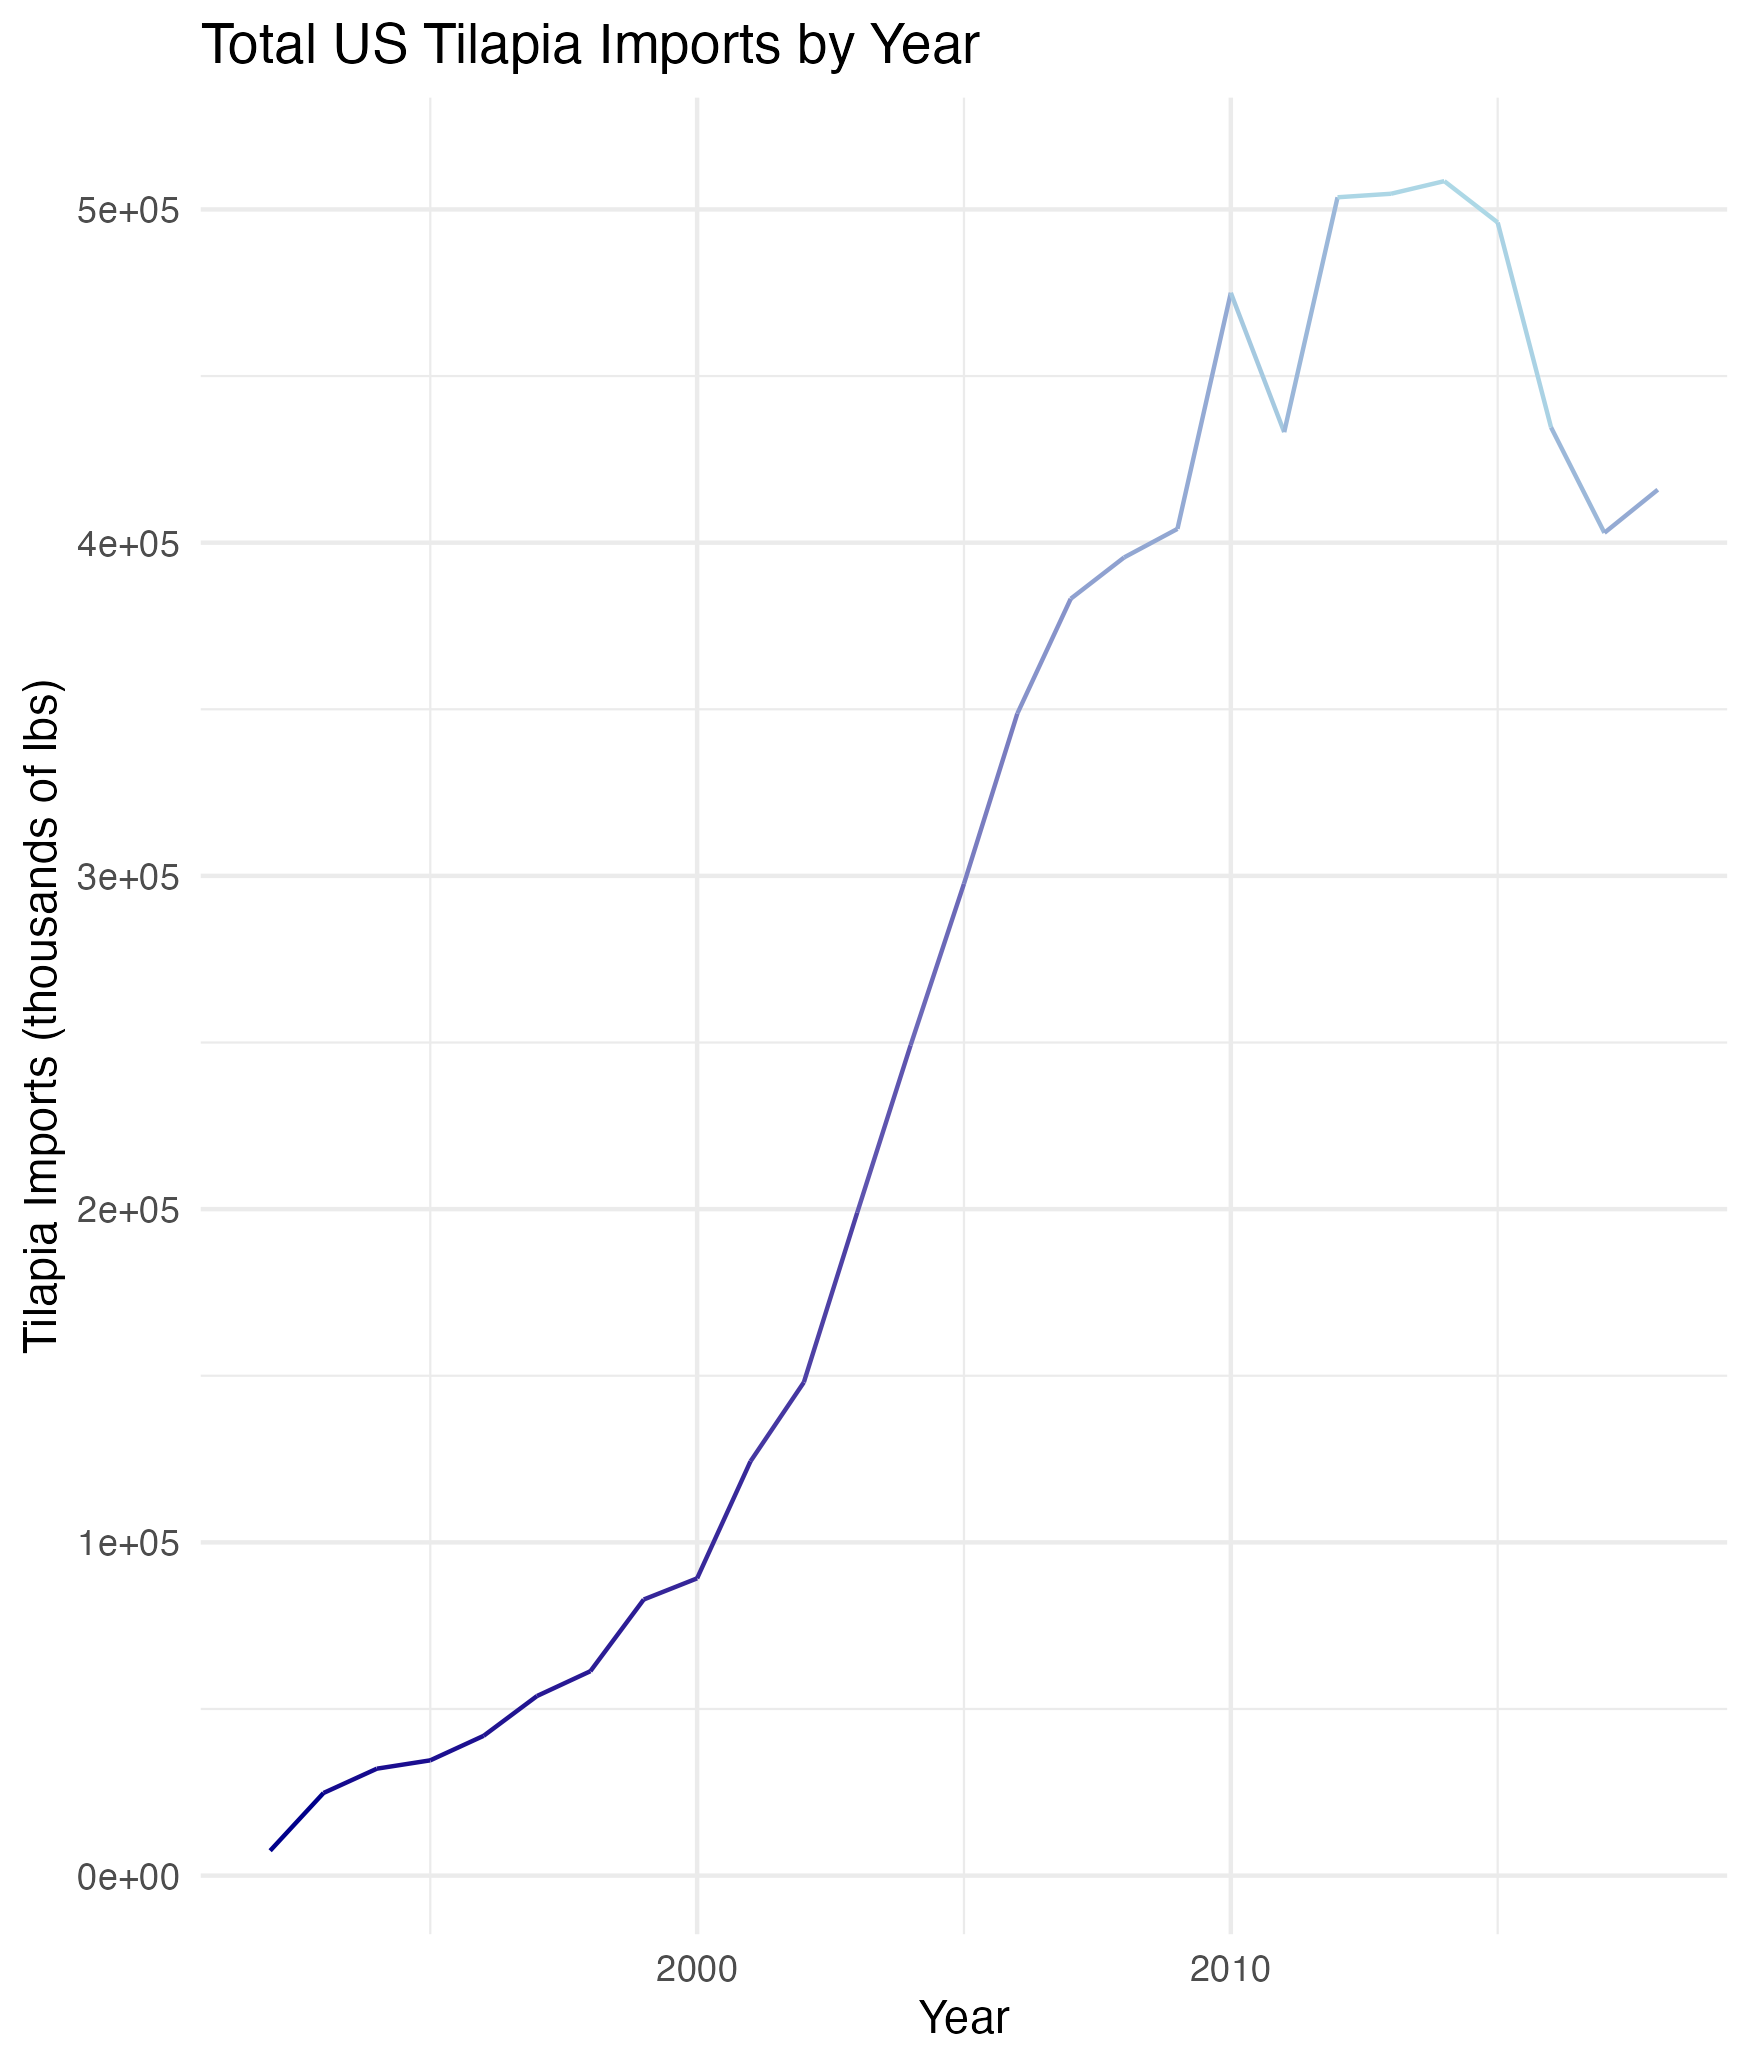 Total US Tilapia Imports by Year
Tilapia Imports (thousands of lbs)
5e+05
4e+05
3e+05
2e+05
1e+05
0e+00
2000
2010
Year